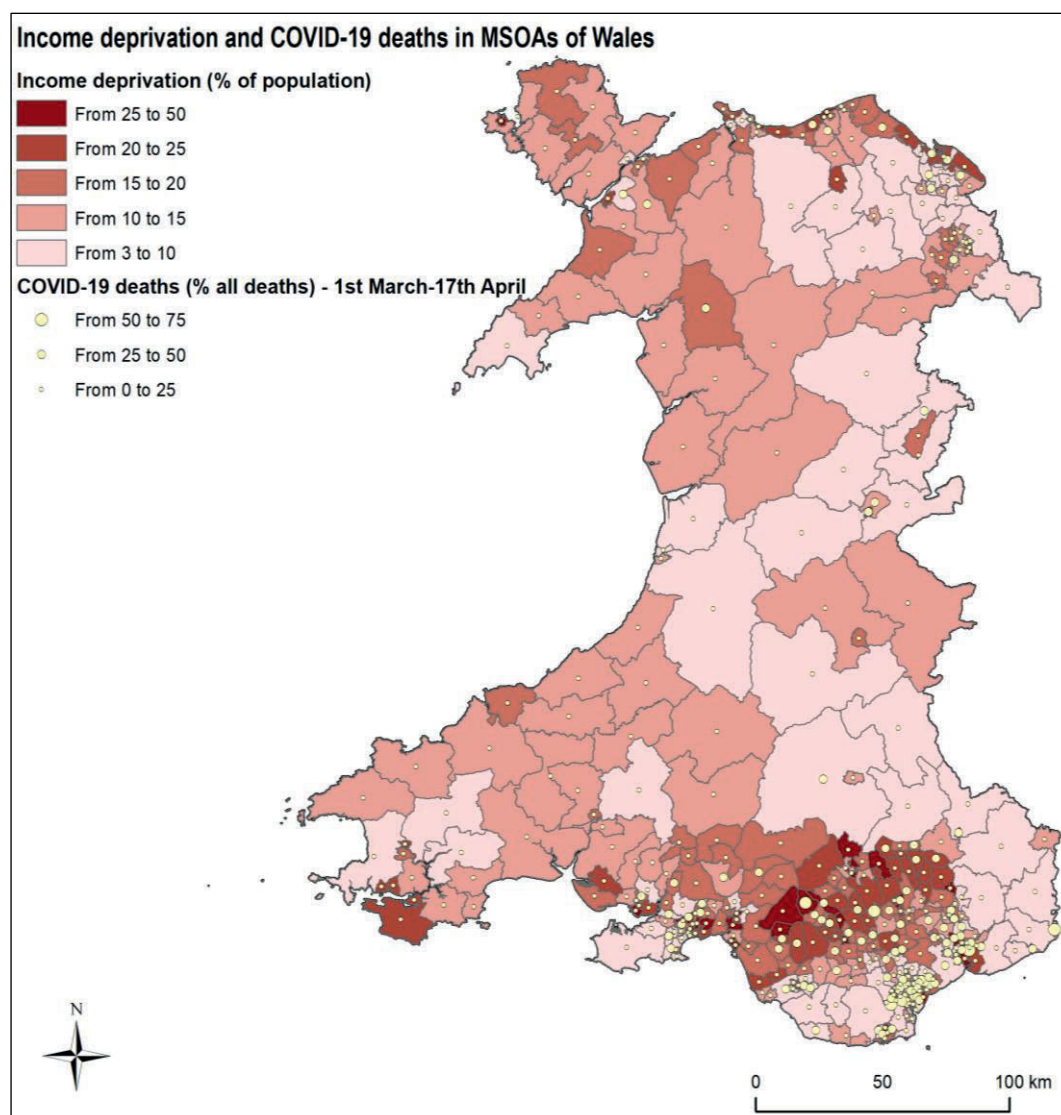 Income deprivation and COVID-19 deaths in MSOAs of Wales
Income deprivation (% of population)
From 25 to 50
From 20 to 25
From 15 to 20
From 10 to 15
From 3 to 10
COVID-19 deaths (% all deaths) - 1st March-17th April
From 50 to 75
From 25 to 50
From 0 to 25
N
0 50 100 km